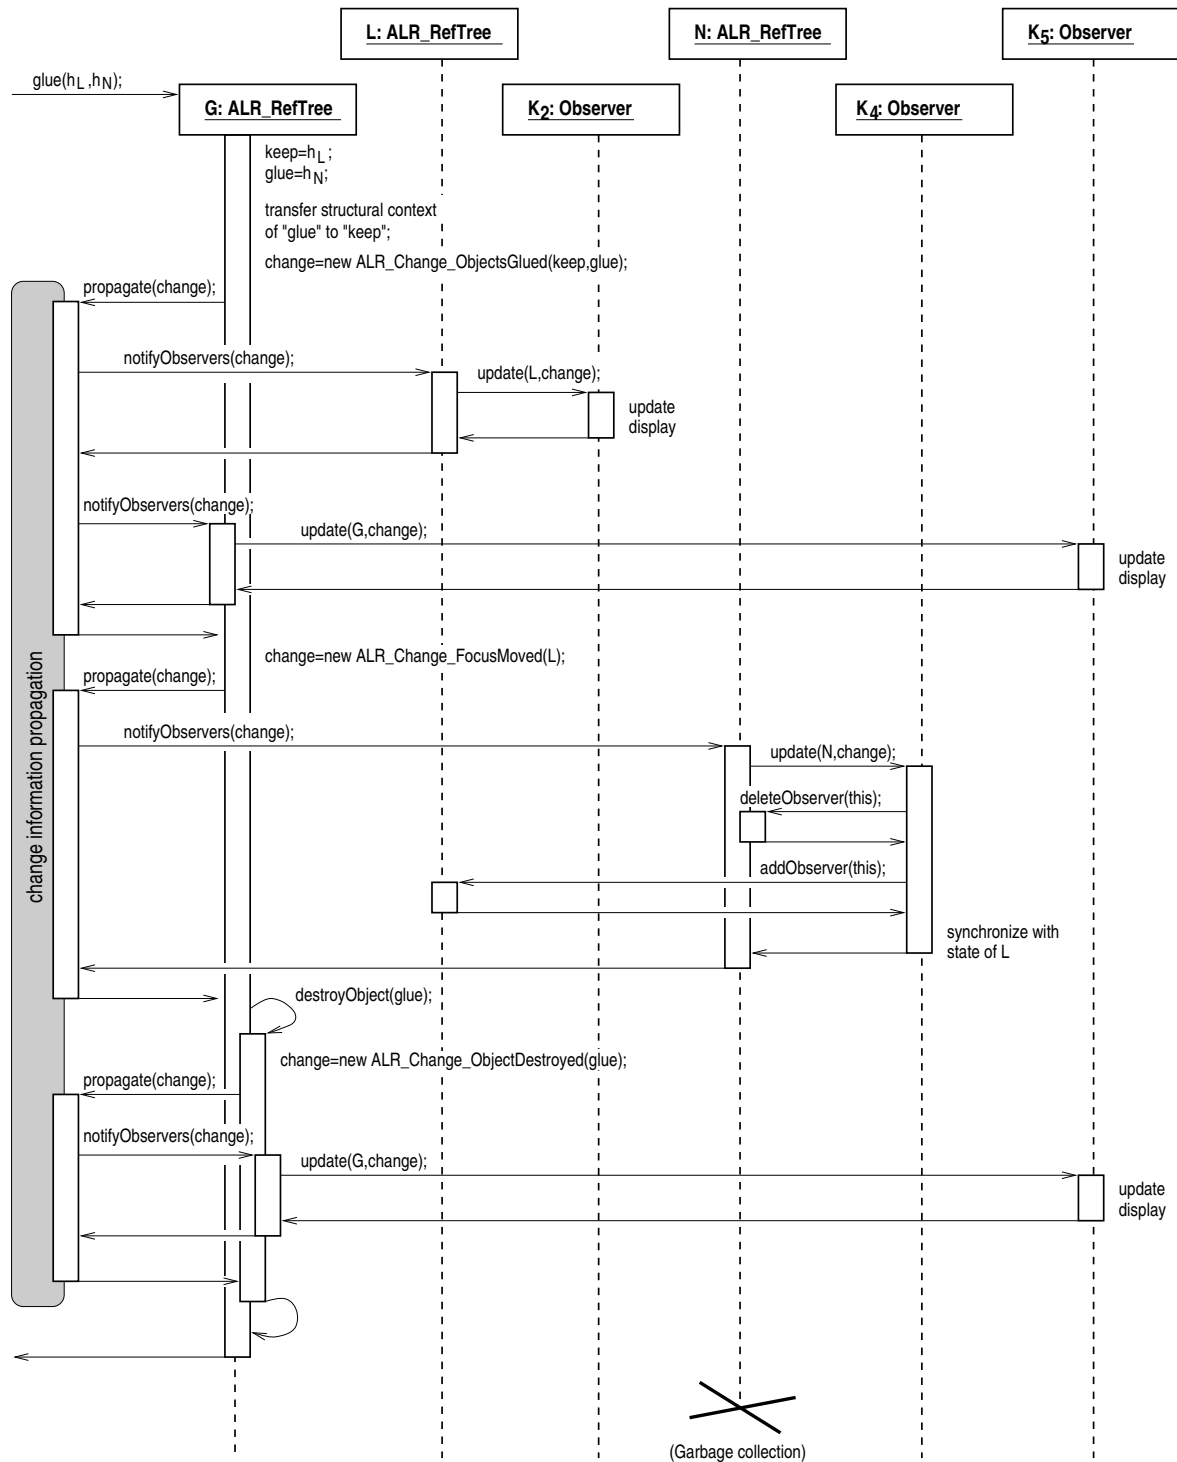 L: ALR_RefTree
N: ALR_RefTree
K5: Observer
glue(hL,hN);
G: ALR_RefTree
K2: Observer
K4: Observer
keep=hL;
glue=hN;
transfer structural context
of "glue" to "keep";
change=new ALR_Change_ObjectsGlued(keep,glue);
propagate(change);
notifyObservers(change);
update(L,change);
update
display
notifyObservers(change);
update(G,change);
update
display
change=new ALR_Change_FocusMoved(L);
propagate(change);
change information propagation
notifyObservers(change);
update(N,change);
deleteObserver(this);
addObserver(this);
synchronize with
state of L
destroyObject(glue);
change=new ALR_Change_ObjectDestroyed(glue);
propagate(change);
notifyObservers(change);
update(G,change);
update
display
(Garbage collection)